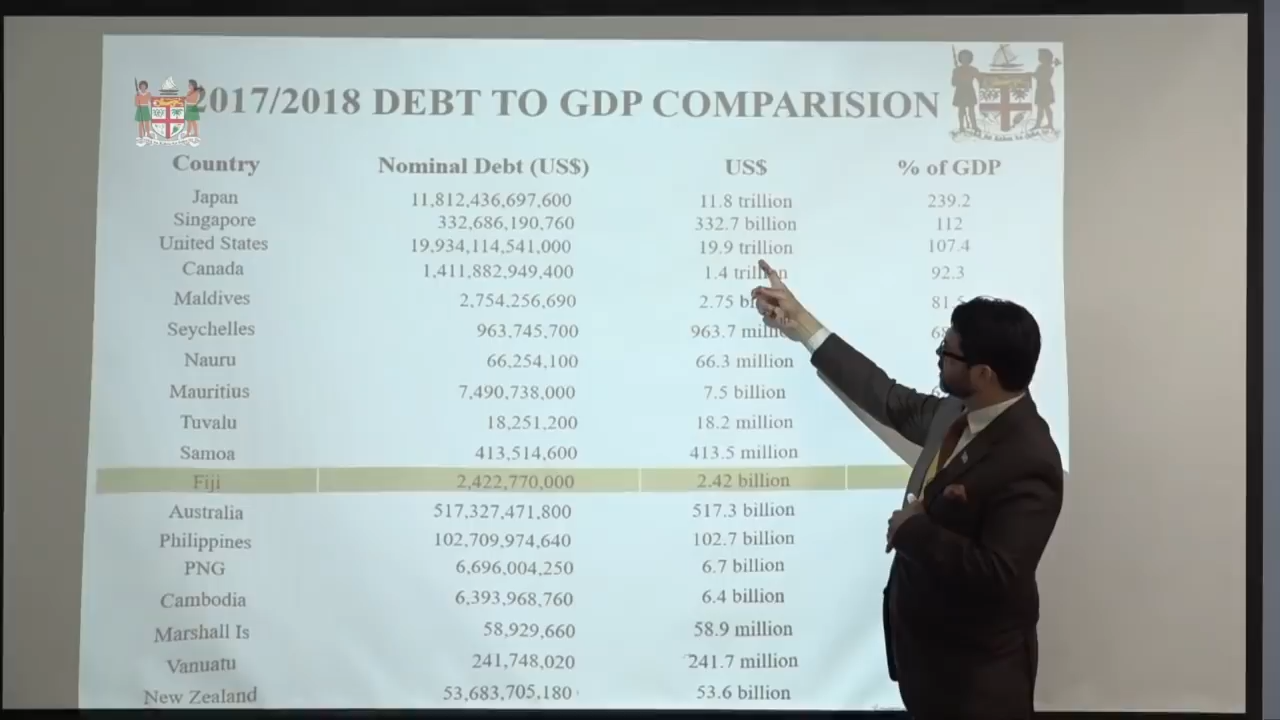 2017/2018 DEBT TO GDP COMPARISION
Country Nominal Debt (US$) US$ % of GDP
Japan 11,812,436,697,600 11.8 trillion 239.2
Singapore 332,686,190,760 332.7 billion 112
United States 19,934,114,541,000 19.9 trillion 107.4
Canada 1,411,882,949,400 1.4 trillion 92.3
Maldives 2,754,256,690 2.75
Seychelles 963,745,700 963.7
Nauru 66,254,100 66.3 million
Mauritius 7,490,738,000 7.5 billion
Tuvalu 18,251,200 18.2 million
Samoa 413,514,600 413.5 million
Fiji 2,422,770,000 2.42 billion
Australia 517,327,471,800 517.3 billion
Philippines 102,709,974,640 102.7 billion
PNG 6,696,004,250 6.7 billion
Cambodia 6,393,968,760 6.4 billion
Marshall Is 58,929,660 58.9 million
Vanuatu 241,748,020 241.7 million
New Zealand 53,683,705,180 53.6 billion